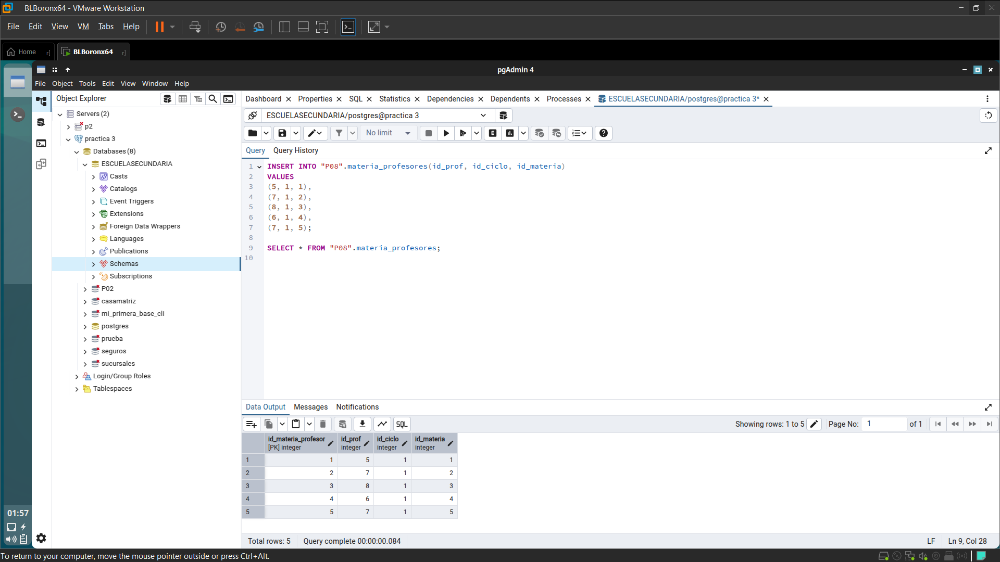 BLBoronx64 - VMware Workstation
File Edit View VM Tabs Help
Home
BLBoronx64
pgAdmin 4
File Object Tools Edit View Window Help
Object Explorer
Dashboard Properties SQL Statistics Dependencies Dependents Processes ESCUELASECUNDARIA/postgres@practica 3*
Servers (2)
p2
practica 3
Databases (8)
ESCUELASECUNDARIA
Casts
Catalogs
Event Triggers
Extensions
Foreign Data Wrappers
Languages
Publications
Schemas
Subscriptions
P02
casamatriz
mi_primera_base_cli
postgres
prueba
seguros
sucursales
Login/Group Roles
Tablespaces
ESCUELASECUNDARIA/postgres@practica 3
No limit
E
Query Query History
1 INSERT INTO "P08".materia_profesores(id_prof, id_ciclo, id_materia)
2 VALUES
3 (5, 1, 1),
4 (7, 1, 2),
5 (8, 1, 3),
6 (6, 1, 4),
7 (7, 1, 5);
8
9 SELECT * FROM "P08".materia_profesores;
10
Data Output Messages Notifications
SQL
Showing rows: 1 to 5 Page No: 1 of 1
id_materia_profesor id_prof id_ciclo id_materia
[PK] integer integer integer integer
1 1 5 1 1
2 2 7 1 2
3 3 8 1 3
4 4 6 1 4
5 5 7 1 5
Total rows: 5 Query complete 00:00:00.084 LF Ln 9, Col 28
01:57
To return to your computer, move the mouse pointer outside or press Ctrl+Alt.